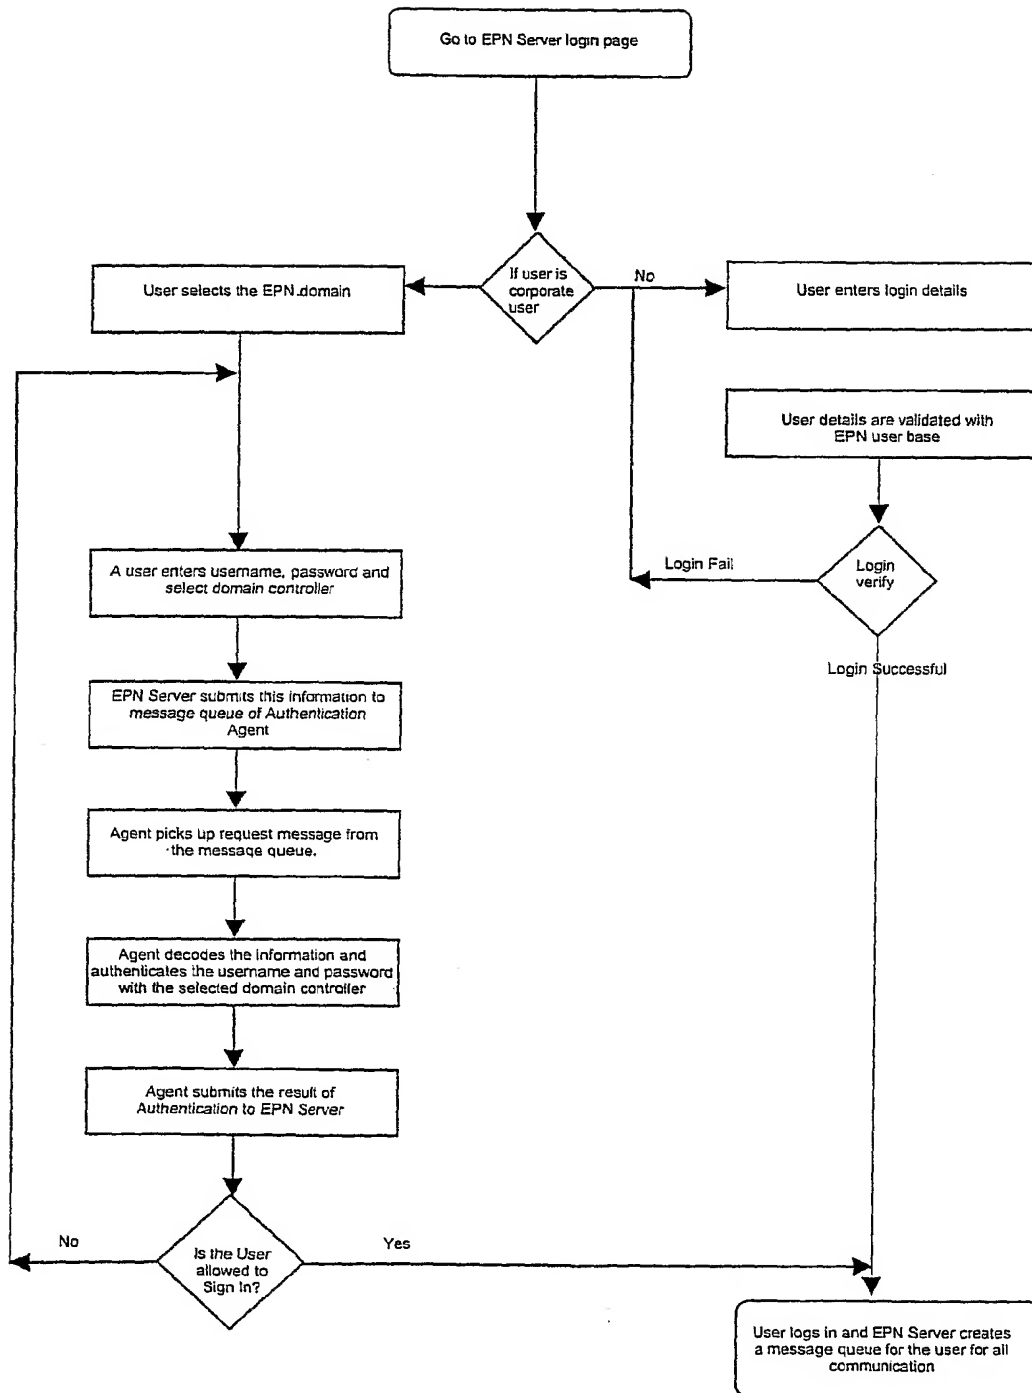 Go to EPN Server login page
If user is
corporate
user
No
User selects the EPN.domain
User enters login details
User details are validated with
EPN user base
A user enters username, password and
select domain controller
Login Fail
Login
verify
Login Successful
EPN Server submits this information to
message queue of Authentication
Agent
Agent picks up request message from
the message queue.
Agent decodes the information and
authenticates the username and password
with the selected domain controller
Agent submits the result of
Authentication to EPN Server
No
Is the User
allowed to
Sign In?
Yes
User logs in and EPN Server creates
a message queue for the user for all
communication